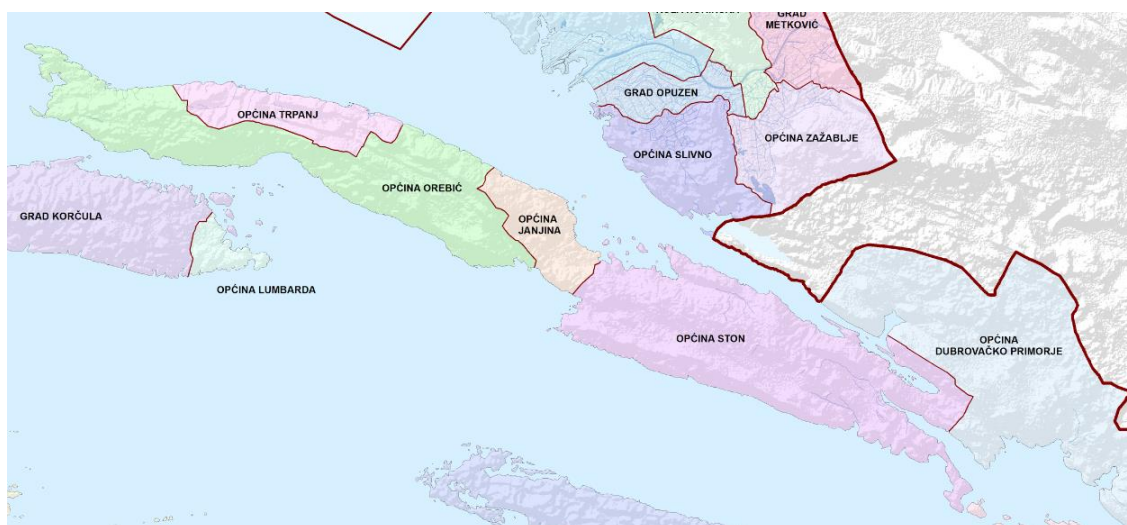 GRAD
METKOVIĆ
GRAD OPUZEN
OPĆINA TRPANJ
OPĆINA ZAŽABLJE
OPĆINA SLIVNO
OPĆINA OREBIĆ
GRAD KORČULA
OPĆINA
JANJINA
OPĆINA LUMBARDA
OPĆINA STON
OPĆINA
DUBROVAČKO PRIMORJE